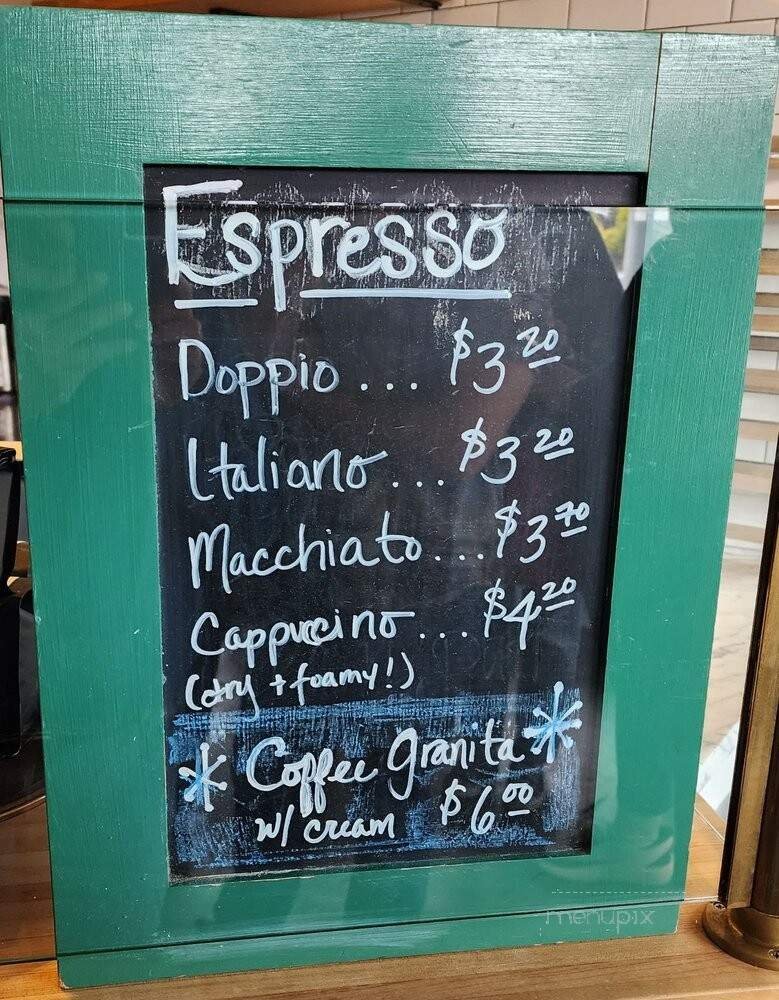 Espresso
Doppio ... $3 20
Italiano ... $3 20
Macchiato ... $3 70
Cappuccino ... $4 20
(dry + foamy!)
* Coffee Granita *
w/ cream $6 00
menupix